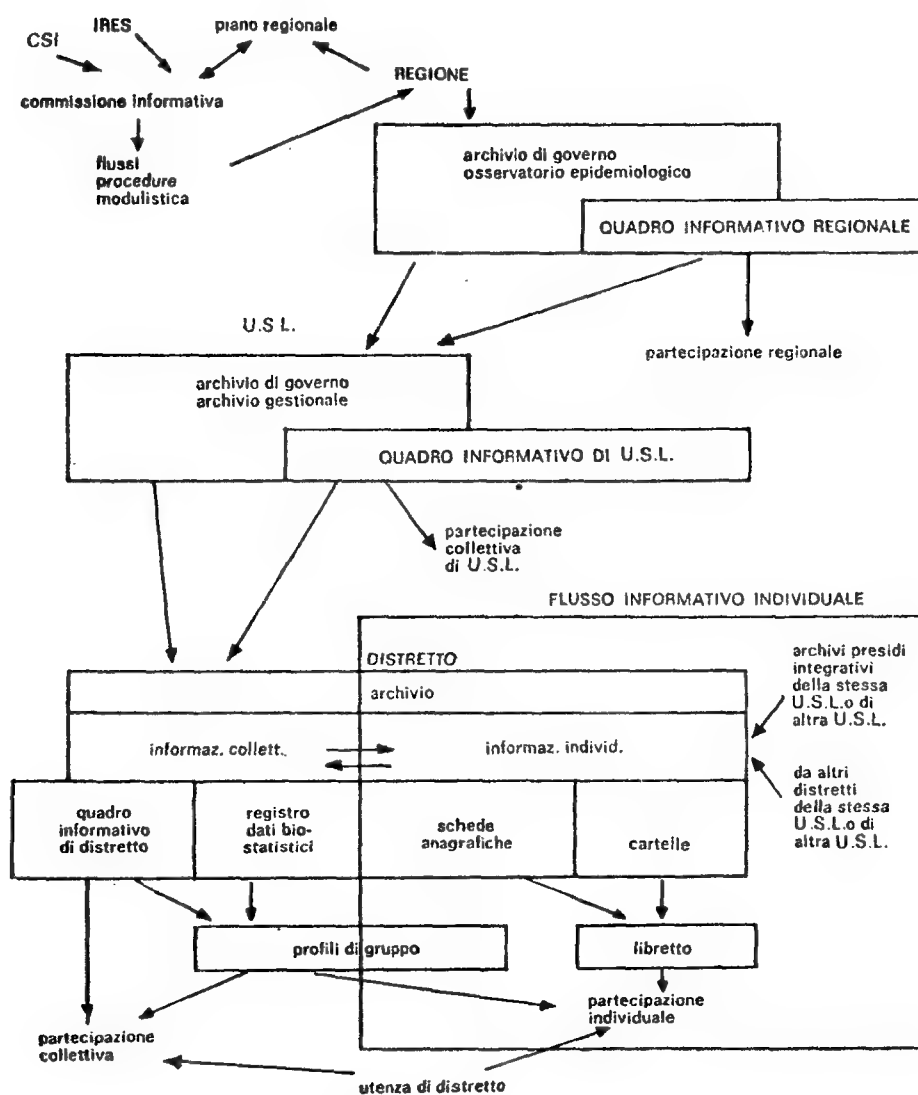 IRES
piano regionale
CSI
REGIONE
commissione informativa
flussi
procedure
modulistica
archivio di governo
osservatorio epidemiologico
QUADRO INFORMATIVO REGIONALE
U.S.L.
partecipazione regionale
archivio di governo
archivio gestionale
QUADRO INFORMATIVO DI U.S.L.
partecipazione
collettiva
di U.S.L.
FLUSSO INFORMATIVO INDIVIDUALE
DISTRETTO
archivio
archivi presidi
integrativi
della stessa
U.S.L.o di
altra U.S.L.
informaz. collett.
informaz. individ.
da altri
distretti
della stessa
U.S.L.o di
altra U.S.L.
quadro
informativo
di distretto
registro
dati bio-
statistici
schede
anagrafiche
cartelle
profili di gruppo
libretto
partecipazione
individuale
partecipazione
collettiva
utenza di distretto